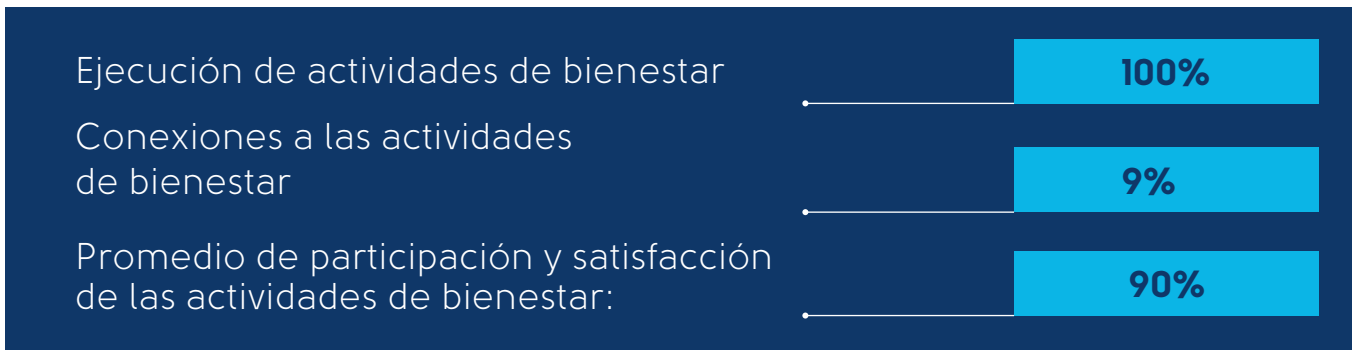 Ejecución de actividades de bienestar
100%
Conexiones a las actividades
de bienestar
9%
Promedio de participación y satisfacción
de las actividades de bienestar:
90%